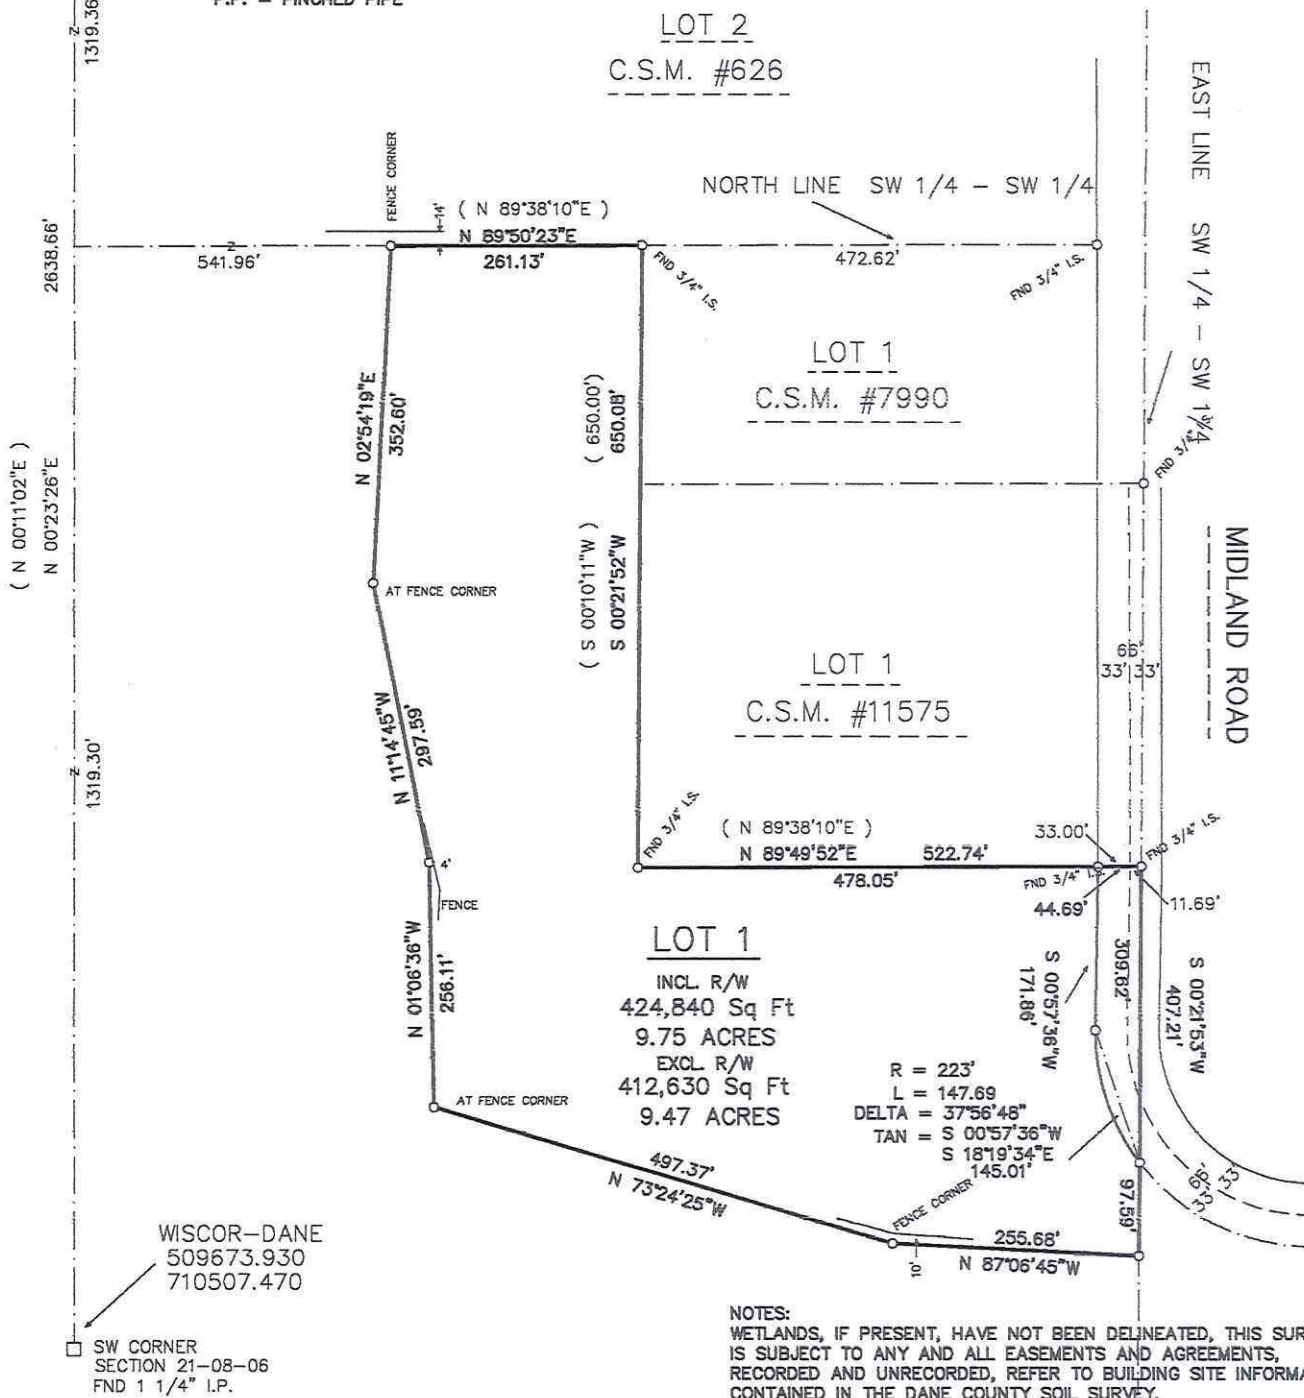 P.P. – PINCHED PIPE
1319.36'
LOT 2
C.S.M. #626
EAST LINE SW 1/4 – SW 1/4
FENCE CORNER
14'
( N 89°38'10"E )
N 89°50'23"E
261.13'
NORTH LINE SW 1/4 – SW 1/4
2638.66'
541.96'
472.62'
FND 3/4" I.S.
FND 3/4" I.S.
LOT 1
C.S.M. #7990
FND 3/4"
N 02°54'19"E
352.60'
( 650.00')
650.08'
( N 00°11'02"E )
N 00°23'26"E
( S 00°10'11"W )
S 00°21'52"W
MIDLAND ROAD
AT FENCE CORNER
66'
33' 33'
LOT 1
C.S.M. #11575
N 11°14'45"W
297.59'
1319.30'
FND 3/4" I.S.
( N 89°38'10"E )
N 89°49'52"E
522.74'
478.05'
33.00'
FND 3/4" I.S.
FND 3/4" I.S.
44.69'
11.69'
4'
FENCE
N 01°06'36"W
256.11'
LOT 1
INCL. R/W
424,840 Sq Ft
9.75 ACRES
EXCL. R/W
412,630 Sq Ft
9.47 ACRES
S 00°57'36"W
171.86'
309.62'
S 00°21'53"W
407.21'
R = 223'
L = 147.69
DELTA = 37°56'48"
TAN = S 00°57'36"W
S 18°19'34"E
145.01'
AT FENCE CORNER
497.37'
N 73°24'25"W
FENCE CORNER
255.68'
N 87°06'45"W
10'
97.59'
66'
33' 33'
WISCOR–DANE
509673.930
710507.470
SW CORNER
SECTION 21–08–06
FND 1 1/4" I.P.
NOTES:
WETLANDS, IF PRESENT, HAVE NOT BEEN DELINEATED, THIS SUR
IS SUBJECT TO ANY AND ALL EASEMENTS AND AGREEMENTS,
RECORDED AND UNRECORDED, REFER TO BUILDING SITE INFORMA
CONTAINED IN THE DANE COUNTY SOIL SURVEY.